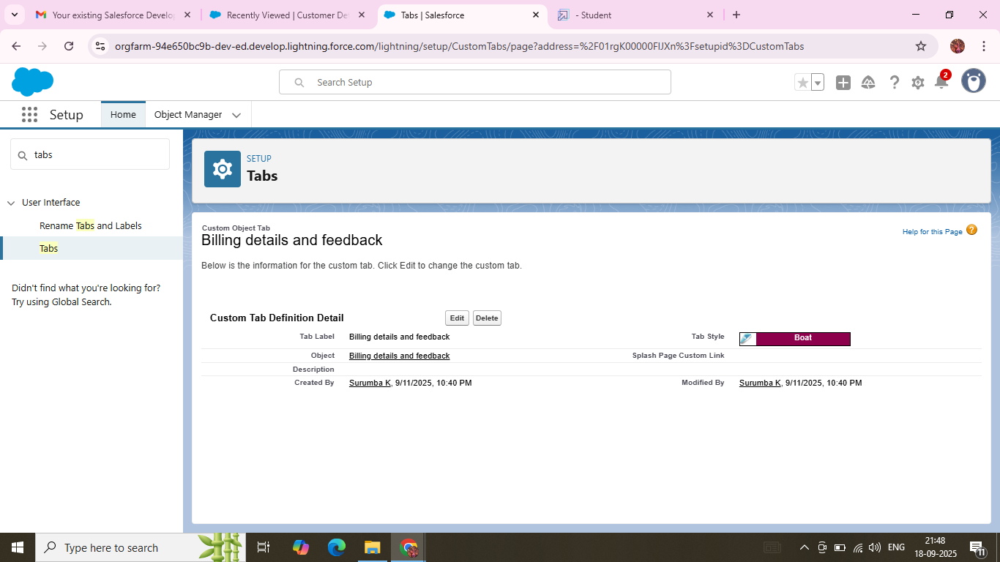 Your existing Salesforce Develo
Recently Viewed | Customer De
Tabs | Salesforce
- Student
orgfarm-94e650bc9b-dev-ed.develop.lightning.force.com/lightning/setup/CustomTabs/page?address=%2F01rgK00000FlJXn%3Fsetupid%3DCustomTabs
Search Setup
2
Setup
Home
Object Manager
tabs
User Interface
Rename Tabs and Labels
Tabs
Didn't find what you're looking for?
Try using Global Search.
SETUP
Tabs
Custom Object Tab
Billing details and feedback
Help for this Page ?
Below is the information for the custom tab. Click Edit to change the custom tab.
Custom Tab Definition Detail
Edit
Delete
Tab Label Billing details and feedback
Tab Style Boat
Object Billing details and feedback
Splash Page Custom Link
Description
Created By Surumba K, 9/11/2025, 10:40 PM
Modified By Surumba K, 9/11/2025, 10:40 PM
Type here to search
ENG
21:48
18-09-2025
11